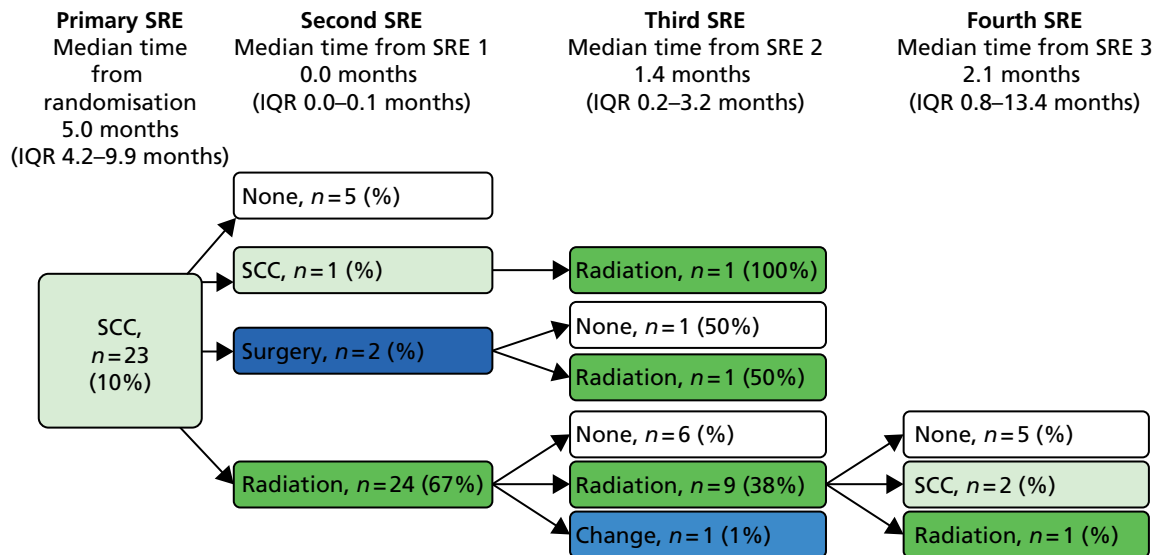 Primary SRE
Median time
from
randomisation
5.0 months
(IQR 4.2–9.9 months)
Second SRE
Median time from SRE 1
0.0 months
(IQR 0.0–0.1 months)
Third SRE
Median time from SRE 2
1.4 months
(IQR 0.2–3.2 months)
Fourth SRE
Median time from SRE 3
2.1 months
(IQR 0.8–13.4 months)
SCC,
n=23
(10%)
None, n=5 (%)
SCC, n=1 (%)
Surgery, n=2 (%)
Radiation, n=24 (67%)
Radiation, n=1 (100%)
None, n=1 (50%)
Radiation, n=1 (50%)
None, n=6 (%)
Radiation, n=9 (38%)
Change, n=1 (1%)
None, n=5 (%)
SCC, n=2 (%)
Radiation, n=1 (%)